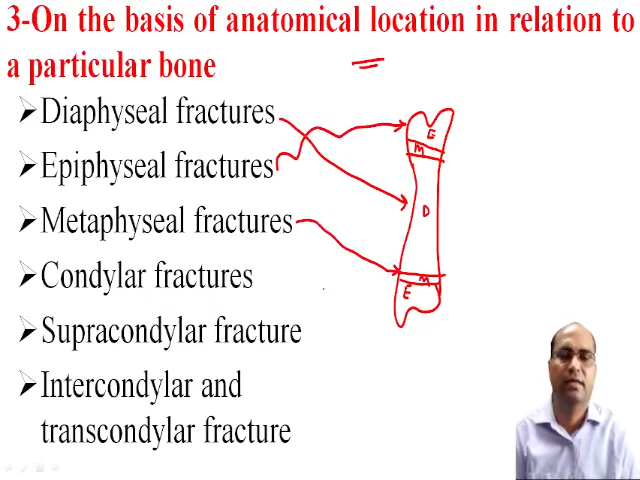 3-On the basis of anatomical location in relation to
a particular bone
➢Diaphyseal fractures
➢Epiphyseal fractures
➢Metaphyseal fractures
➢Condylar fractures
➢Supracondylar fracture
➢Intercondylar and
transcondylar fracture
E
M
D
M
E